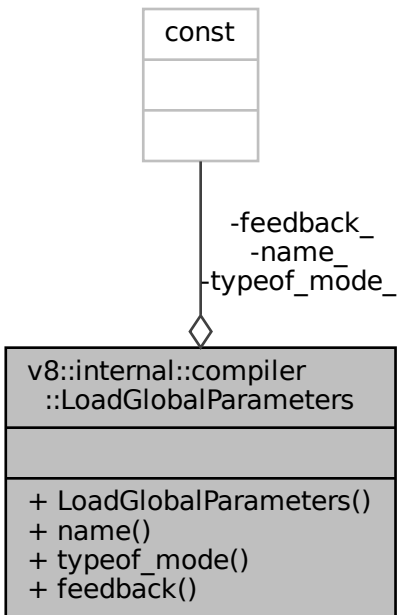 const
-feedback_
-name_
-typeof_mode_
v8::internal::compiler
::LoadGlobalParameters
+ LoadGlobalParameters()
+ name()
+ typeof_mode()
+ feedback()